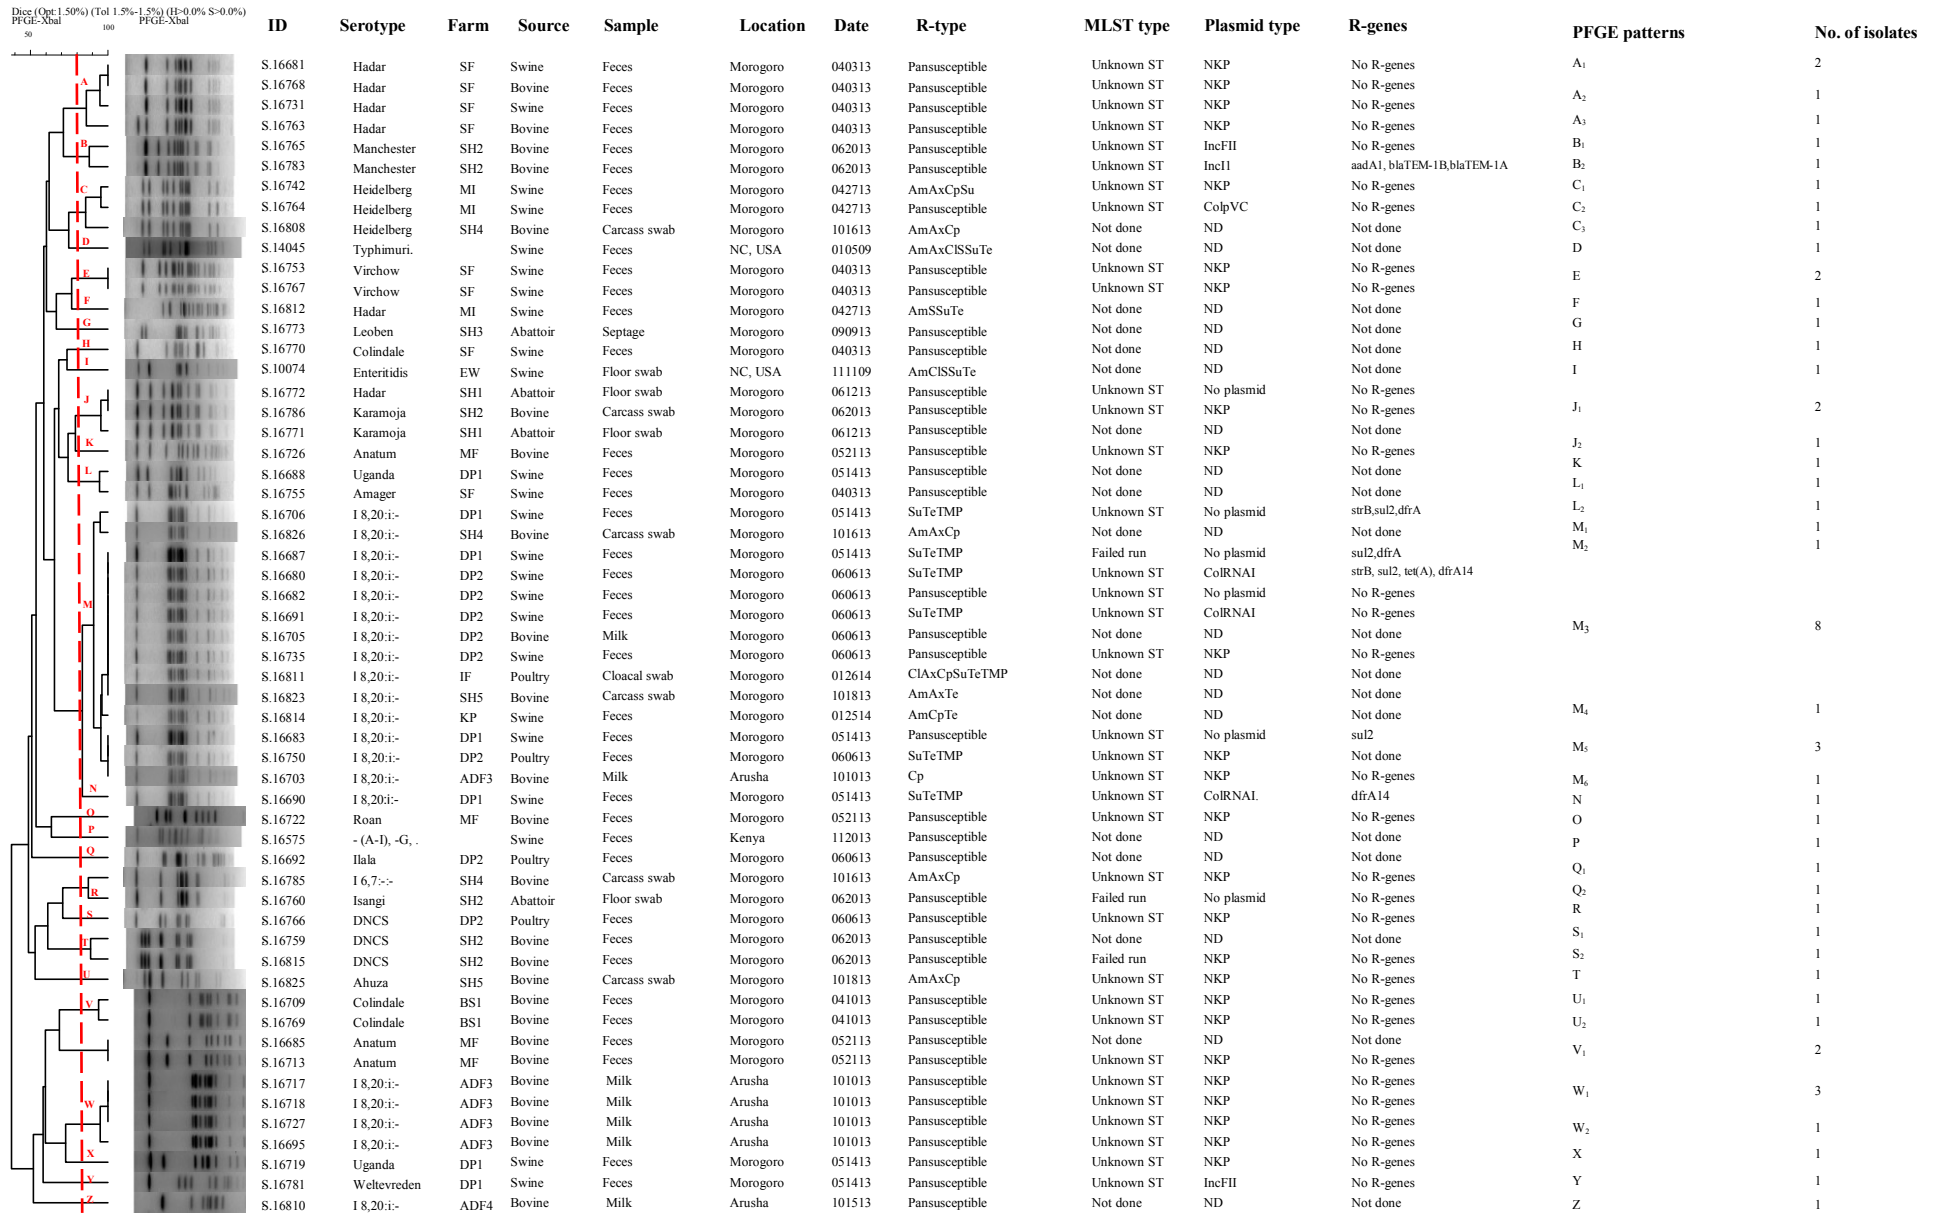 Dice (Opt:1.50%) (Tol 1.5%-1.5%) (H>0.0% S>0.0%)
PFGE-XbaI PFGE-XbaI
50 100
ID Serotype Farm Source Sample Location Date R-type MLST type Plasmid type R-genes PFGE patterns No. of isolates
S.16681 Hadar SF Swine Feces Morogoro 040313 Pansusceptible Unknown ST NKP No R-genes A1 2
A S.16768 Hadar SF Bovine Feces Morogoro 040313 Pansusceptible Unknown ST NKP No R-genes
S.16731 Hadar SF Swine Feces Morogoro 040313 Pansusceptible Unknown ST NKP No R-genes A2 1
S.16763 Hadar SF Bovine Feces Morogoro 040313 Pansusceptible Unknown ST NKP No R-genes A3 1
B S.16765 Manchester SH2 Bovine Feces Morogoro 062013 Pansusceptible Unknown ST IncFII No R-genes B1 1
S.16783 Manchester SH2 Bovine Feces Morogoro 062013 Pansusceptible Unknown ST IncI1 aadA1, blaTEM-1B,blaTEM-1A B2 1
C S.16742 Heidelberg MI Swine Feces Morogoro 042713 AmAxCpSu Unknown ST NKP No R-genes C1 1
S.16764 Heidelberg MI Swine Feces Morogoro 042713 Pansusceptible Unknown ST ColpVC No R-genes C2 1
S.16808 Heidelberg SH4 Bovine Carcass swab Morogoro 101613 AmAxCp Not done ND Not done C3 1
D S.14045 Typhimuri. Swine Feces NC, USA 010509 AmAxClSSuTe Not done ND Not done D 1
E S.16753 Virchow SF Swine Feces Morogoro 040313 Pansusceptible Unknown ST NKP No R-genes E 2
S.16767 Virchow SF Swine Feces Morogoro 040313 Pansusceptible Unknown ST NKP No R-genes
F S.16812 Hadar MI Swine Feces Morogoro 042713 AmSSuTe Not done ND Not done F 1
G S.16773 Leoben SH3 Abattoir Septage Morogoro 090913 Pansusceptible Not done ND Not done G 1
H S.16770 Colindale SF Swine Feces Morogoro 040313 Pansusceptible Not done ND Not done H 1
I S.10074 Enteritidis EW Swine Floor swab NC, USA 111109 AmClSSuTe Not done ND Not done I 1
J S.16772 Hadar SH1 Abattoir Floor swab Morogoro 061213 Pansusceptible Unknown ST No plasmid No R-genes
S.16786 Karamoja SH2 Bovine Carcass swab Morogoro 062013 Pansusceptible Unknown ST NKP No R-genes J1 2
S.16771 Karamoja SH1 Abattoir Floor swab Morogoro 061213 Pansusceptible Not done ND Not done J2 1
K S.16726 Anatum MF Bovine Feces Morogoro 052113 Pansusceptible Unknown ST NKP No R-genes K 1
L S.16688 Uganda DP1 Swine Feces Morogoro 051413 Pansusceptible Not done ND Not done L1 1
S.16755 Amager SF Swine Feces Morogoro 040313 Pansusceptible Not done ND Not done L2 1
S.16706 I 8,20:i:- DP1 Swine Feces Morogoro 051413 SuTeTMP Unknown ST No plasmid strB,sul2,dfrA M1 1
S.16826 I 8,20:i:- SH4 Bovine Carcass swab Morogoro 101613 AmAxCp Not done ND Not done M2 1
S.16687 I 8,20:i:- DP1 Swine Feces Morogoro 051413 SuTeTMP Failed run No plasmid sul2,dfrA
S.16680 I 8,20:i:- DP2 Swine Feces Morogoro 060613 SuTeTMP Unknown ST ColRNAI strB, sul2, tet(A), dfrA14
S.16682 I 8,20:i:- DP2 Swine Feces Morogoro 060613 Pansusceptible Unknown ST No plasmid No R-genes
M S.16691 I 8,20:i:- DP2 Swine Feces Morogoro 060613 SuTeTMP Unknown ST ColRNAI No R-genes
S.16705 I 8,20:i:- DP2 Bovine Milk Morogoro 060613 Pansusceptible Not done ND Not done M3 8
S.16735 I 8,20:i:- DP2 Swine Feces Morogoro 060613 Pansusceptible Unknown ST NKP No R-genes
S.16811 I 8,20:i:- IF Poultry Cloacal swab Morogoro 012614 ClAxCpSuTeTMP Not done ND Not done
S.16823 I 8,20:i:- SH5 Bovine Carcass swab Morogoro 101813 AmAxTe Not done ND Not done
S.16814 I 8,20:i:- KP Swine Feces Morogoro 012514 AmCpTe Not done ND Not done M4 1
S.16683 I 8,20:i:- DP1 Swine Feces Morogoro 051413 Pansusceptible Unknown ST No plasmid sul2
S.16750 I 8,20:i:- DP2 Poultry Feces Morogoro 060613 SuTeTMP Unknown ST NKP Not done M5 3
S.16703 I 8,20:i:- ADF3 Bovine Milk Arusha 101013 Cp Unknown ST NKP No R-genes M6 1
N S.16690 I 8,20:i:- DP1 Swine Feces Morogoro 051413 SuTeTMP Unknown ST ColRNAI. dfrA14 N 1
O S.16722 Roan MF Bovine Feces Morogoro 052113 Pansusceptible Unknown ST NKP No R-genes O 1
P S.16575 - (A-I), -G, . Swine Feces Kenya 112013 Pansusceptible Not done ND Not done P 1
Q S.16692 Ilala DP2 Poultry Feces Morogoro 060613 Pansusceptible Not done ND Not done Q1 1
S.16785 I 6,7:-:- SH4 Bovine Carcass swab Morogoro 101613 AmAxCp Unknown ST NKP No R-genes Q2 1
R S.16760 Isangi SH2 Abattoir Floor swab Morogoro 062013 Pansusceptible Failed run No plasmid No R-genes R 1
S S.16766 DNCS DP2 Poultry Feces Morogoro 060613 Pansusceptible Unknown ST NKP No R-genes S1 1
T S.16759 DNCS SH2 Bovine Feces Morogoro 062013 Pansusceptible Not done ND Not done S2 1
S.16815 DNCS SH2 Bovine Feces Morogoro 062013 Pansusceptible Failed run NKP No R-genes T 1
U S.16825 Ahuza SH5 Bovine Carcass swab Morogoro 101813 AmAxCp Unknown ST NKP No R-genes
V S.16709 Colindale BS1 Bovine Feces Morogoro 041013 Pansusceptible Unknown ST NKP No R-genes U1 1
S.16769 Colindale BS1 Bovine Feces Morogoro 041013 Pansusceptible Unknown ST NKP No R-genes U2 1
S.16685 Anatum MF Bovine Feces Morogoro 052113 Pansusceptible Not done ND Not done V1 2
S.16713 Anatum MF Bovine Feces Morogoro 052113 Pansusceptible Unknown ST NKP No R-genes
S.16717 I 8,20:i:- ADF3 Bovine Milk Arusha 101013 Pansusceptible Unknown ST NKP No R-genes W1 3
W S.16718 I 8,20:i:- ADF3 Bovine Milk Arusha 101013 Pansusceptible Unknown ST NKP No R-genes
S.16727 I 8,20:i:- ADF3 Bovine Milk Arusha 101013 Pansusceptible Unknown ST NKP No R-genes W2 1
S.16695 I 8,20:i:- ADF3 Bovine Milk Arusha 101013 Pansusceptible Unknown ST NKP No R-genes
X S.16719 Uganda DP1 Swine Feces Morogoro 051413 Pansusceptible Unknown ST NKP No R-genes X 1
Y S.16781 Weltevreden DP1 Swine Feces Morogoro 051413 Pansusceptible Unknown ST IncFII No R-genes Y 1
Z S.16810 I 8,20:i:- ADF4 Bovine Milk Arusha 101513 Pansusceptible Not done ND Not done Z 1